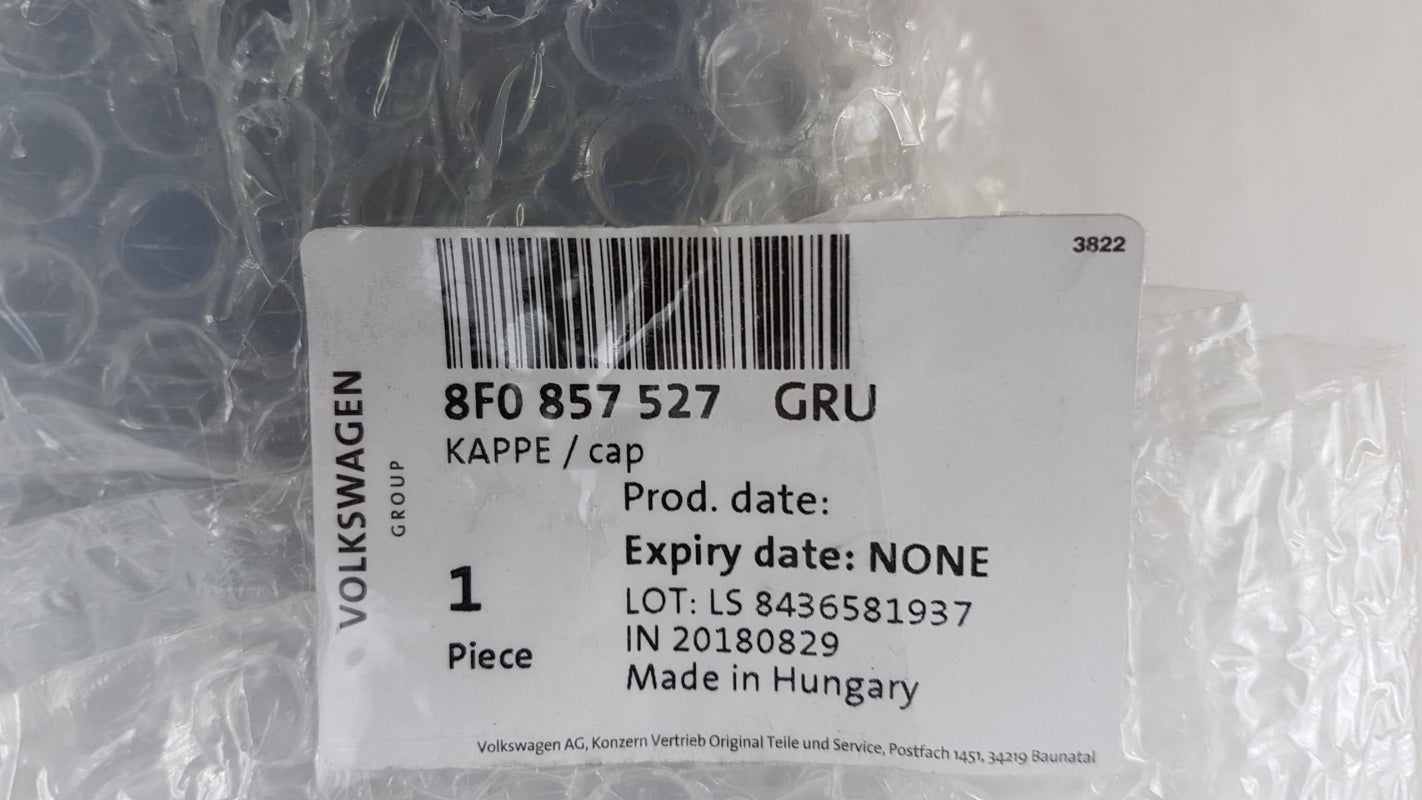 3822
8F0 857 527 GRU
KAPPE / cap
VOLKSWAGEN
GROUP
Prod. date:
Expiry date: NONE
1
Piece
LOT: LS 8436581937
IN 20180829
Made in Hungary
Volkswagen AG, Konzern Vertrieb Original Teile und Service, Postfach 1451, 34219 Baunatal